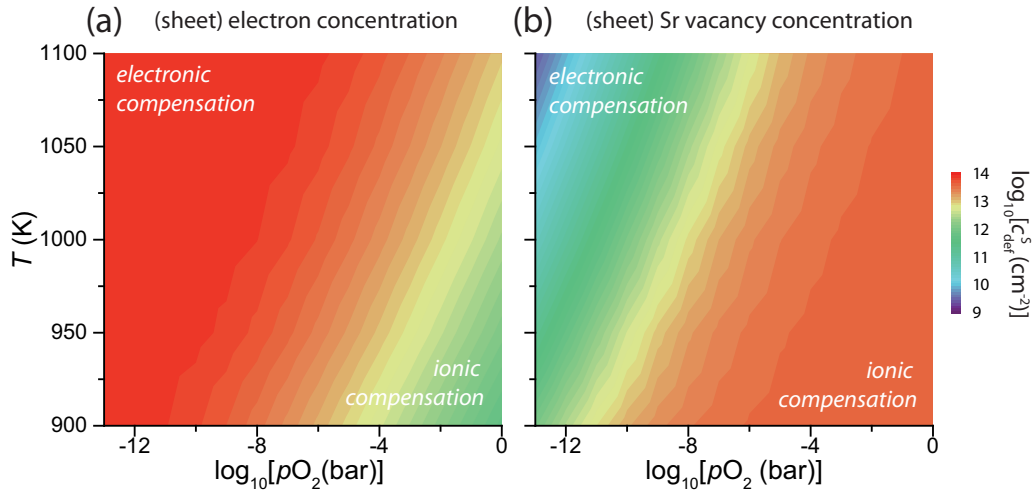 (a) (sheet) electron concentration
(b) (sheet) Sr vacancy concentration
1100
1050
1000
950
900
T (K)
electronic
compensation
ionic
compensation
-12 -8 -4 0
log10[pO2(bar)]
electronic
compensation
ionic
compensation
-12 -8 -4 0
log10[pO2 (bar)]
14
13
12
11
10
9
log10[cSdef(cm-2)]